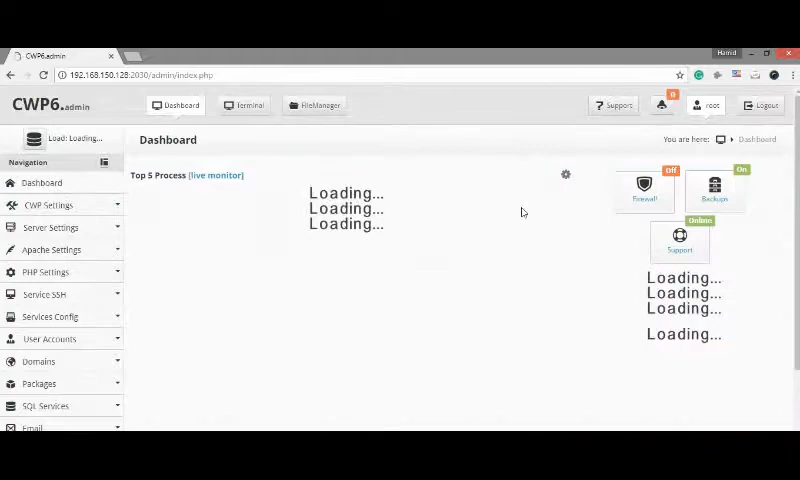 CWP6.admin
Hamid
192.168.150.128:2030/admin/index.php
CWP6.admin
Dashboard
Terminal
FileManager
Support
0
root
Logout
Load: Loading...
Dashboard
You are here:
Dashboard
Navigation
Top 5 Process [live monitor]
Loading...
Loading...
Loading...
Off
Firewall
On
Backups
Online
Support
Loading...
Loading...
Loading...
Loading...
Dashboard
CWP Settings
Server Settings
Apache Settings
PHP Settings
Service SSH
Services Config
User Accounts
Domains
Packages
SQL Services
Email